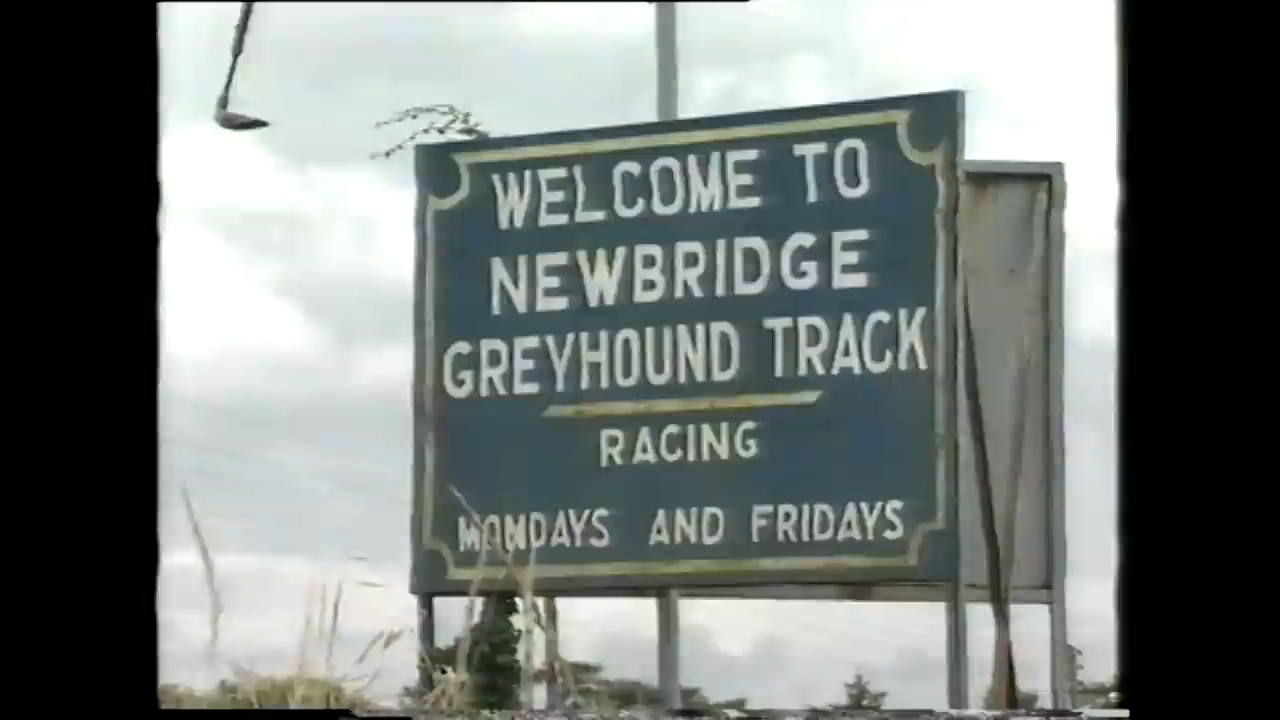 WELCOME TO
NEWBRIDGE
GREYHOUND TRACK
RACING
MONDAYS AND FRIDAYS